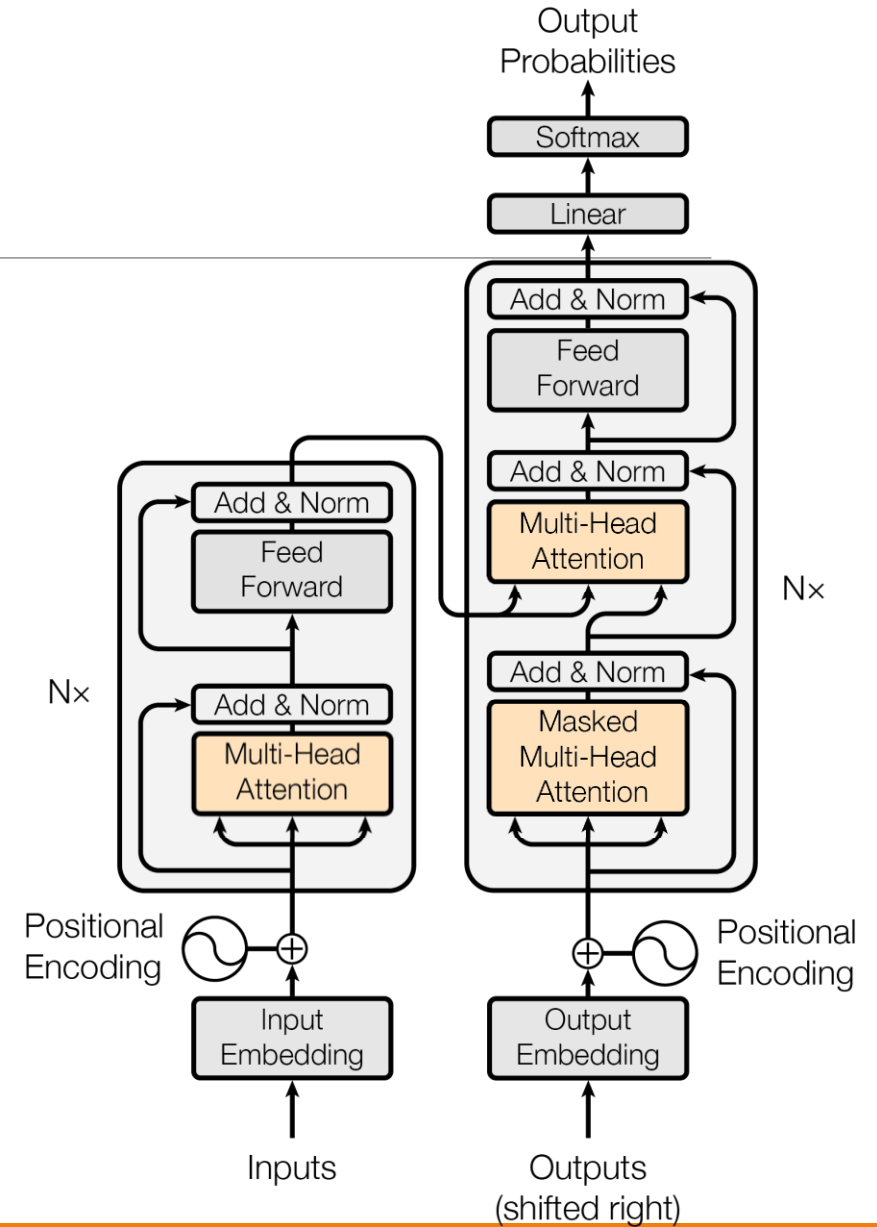 Output
Probabilities
Softmax
Linear
Add & Norm
Feed
Forward
Add & Norm
Multi-Head
Attention
Add & Norm
Masked
Multi-Head
Attention
Nx
Add & Norm
Feed
Forward
Add & Norm
Multi-Head
Attention
Nx
Positional
Encoding
Positional
Encoding
Input
Embedding
Output
Embedding
Inputs
Outputs
(shifted right)